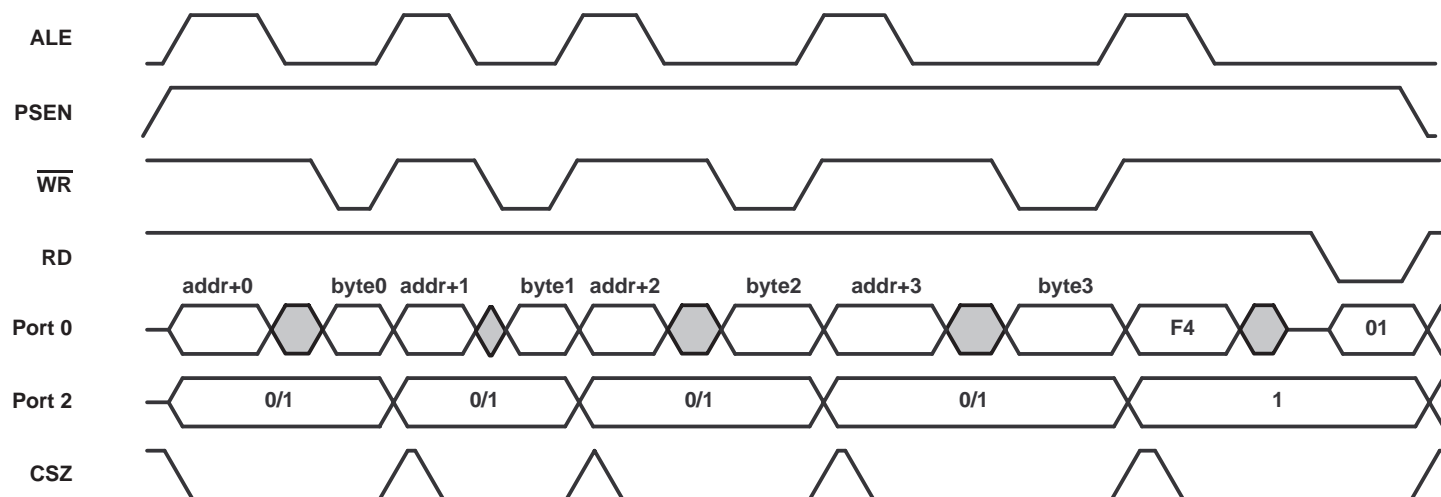 ALE
PSEN
WR
RD
addr+0 byte0 addr+1 byte1 addr+2 byte2 addr+3 byte3
Port 0 F4 01
Port 2 0/1 0/1 0/1 0/1 1
CSZ